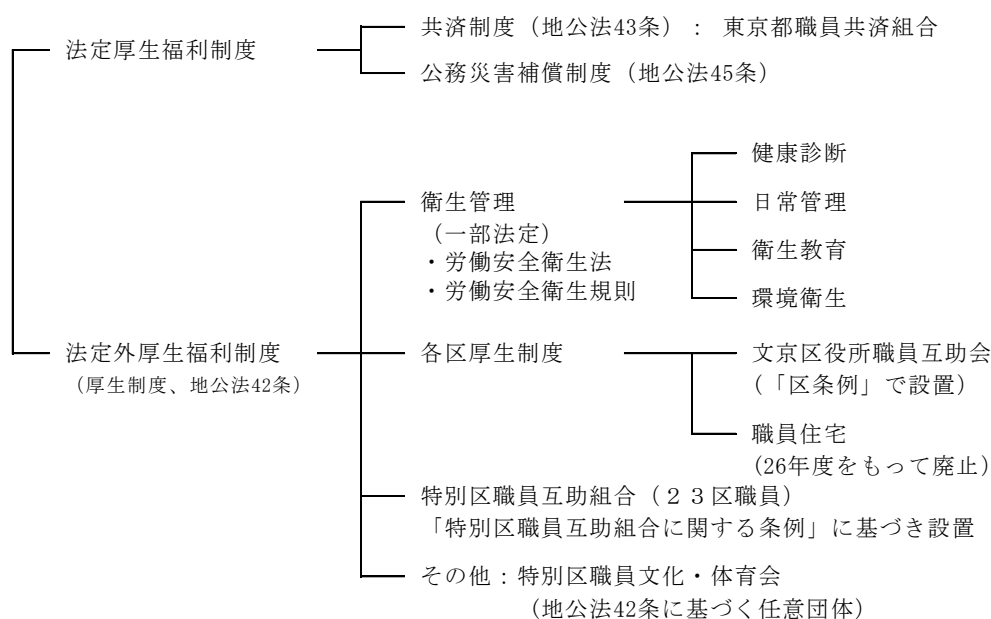 法定厚生福利制度
共済制度（地公法43条）： 東京都職員共済組合
公務災害補償制度（地公法45条）
法定外厚生福利制度
（厚生制度、地公法42条）
衛生管理
（一部法定）
・労働安全衛生法
・労働安全衛生規則
健康診断
日常管理
衛生教育
環境衛生
各区厚生制度
文京区役所職員互助会
（「区条例」で設置）
職員住宅
（26年度をもって廃止）
特別区職員互助組合（２３区職員）
「特別区職員互助組合に関する条例」に基づき設置
その他：特別区職員文化・体育会
（地公法42条に基づく任意団体）